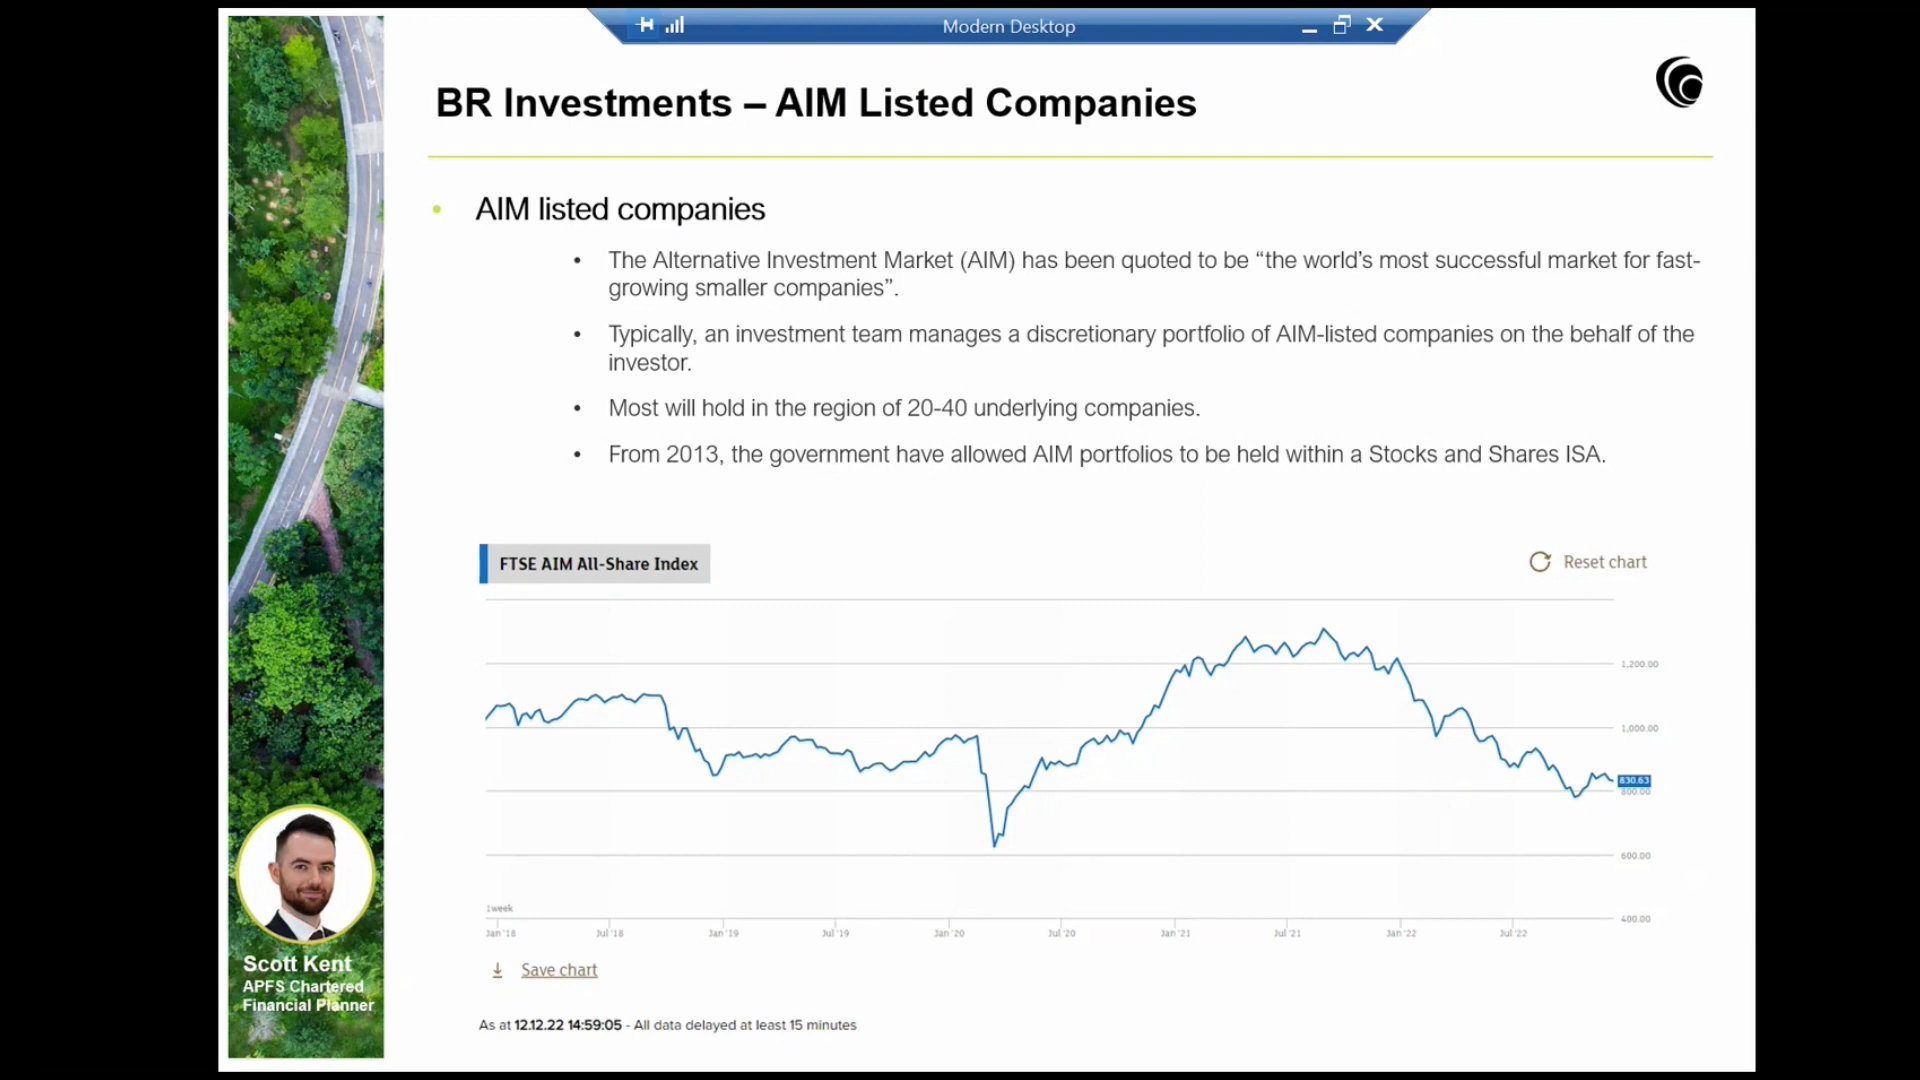 Modern Desktop
BR Investments – AIM Listed Companies
• AIM listed companies
• The Alternative Investment Market (AIM) has been quoted to be “the world’s most successful market for fast-
growing smaller companies”.
• Typically, an investment team manages a discretionary portfolio of AIM-listed companies on the behalf of the
investor.
• Most will hold in the region of 20-40 underlying companies.
• From 2013, the government have allowed AIM portfolios to be held within a Stocks and Shares ISA.
FTSE AIM All-Share Index
Reset chart
1,200.00
1,000.00
830.63
800.00
600.00
400.00
1week
Jan '18 Jul '18 Jan '19 Jul '19 Jan '20 Jul '20 Jan '21 Jul '21 Jan '22 Jul '22
Save chart
As at 12.12.22 14:59:05 - All data delayed at least 15 minutes
Scott Kent
APFS Chartered
Financial Planner